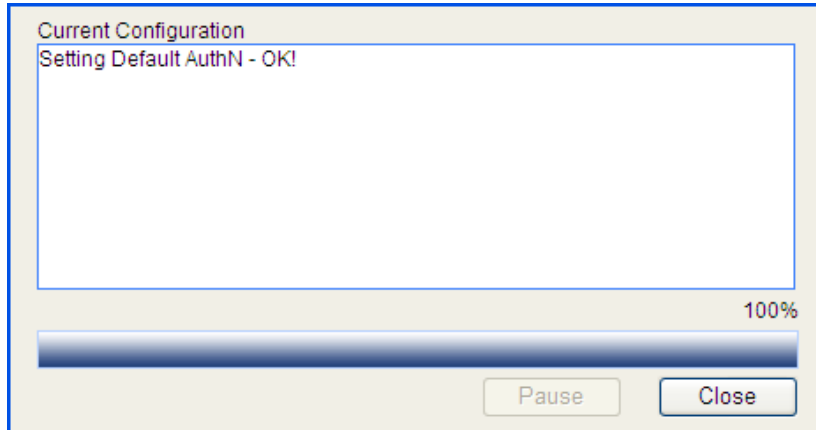 Current Configuration
Setting Default AuthN - OK!
100%
Pause
Close